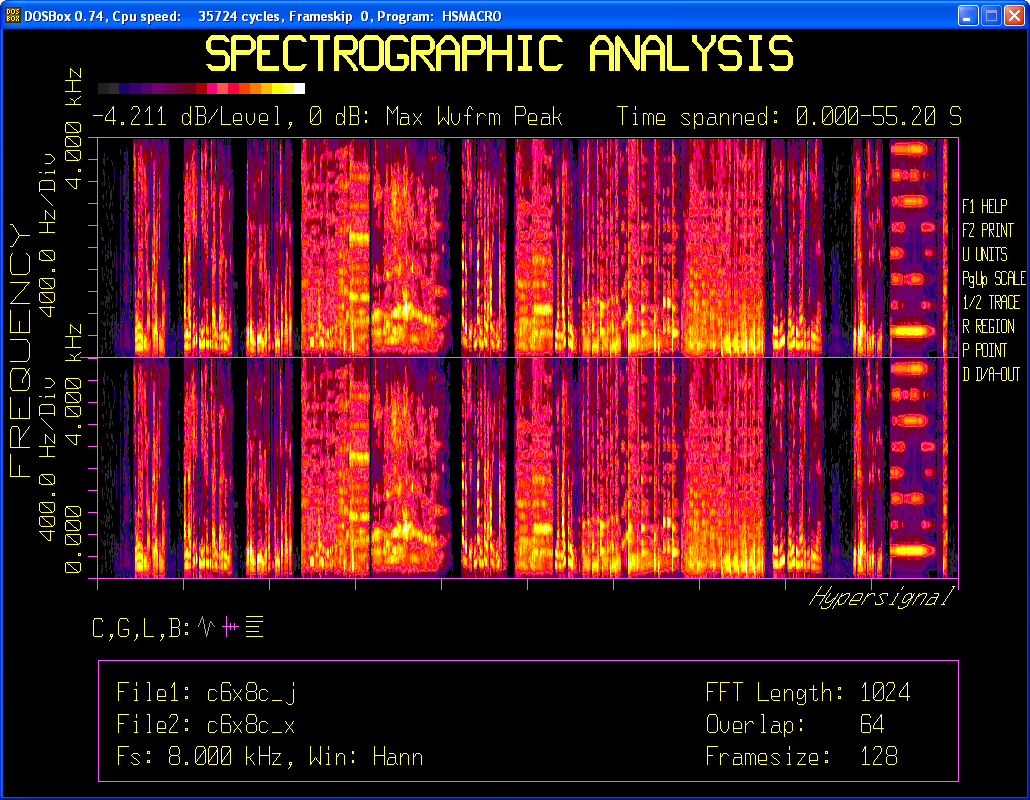 DOSBox 0.74, Cpu speed: 35724 cycles, Frameskip 0, Program: HSMACRO
SPECTROGRAPHIC ANALYSIS
-4.211 dB/Level, 0 dB: Max Wvfrm Peak Time spanned: 0.000-55.20 S
FREQUENCY
400.0 Hz/Div
4.000 kHz
400.0 Hz/Div
0.000 4.000 kHz
F1 HELP
F2 PRINT
U UNITS
PgUp SCALE
1/2 TRACE
R REGION
P POINT
D D/A-OUT
Hypersignal
C,G,L,B:
File1: c6x8c_j
File2: c6x8c_x
Fs: 8.000 kHz, Win: Hann
FFT Length: 1024
Overlap: 64
Framesize: 128